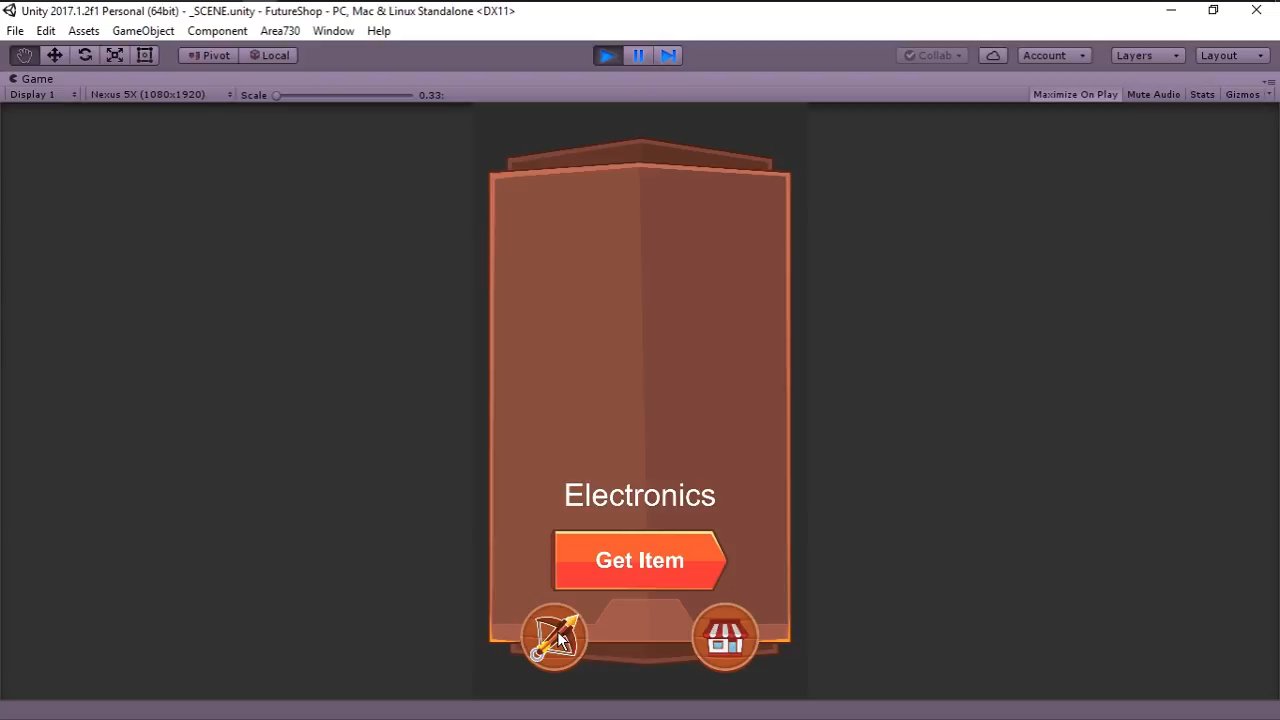 Unity 2017.1.2f1 Personal (64bit) - _SCENE.unity - FutureShop - PC, Mac & Linux Standalone <DX11>
File Edit Assets GameObject Component Area730 Window Help
Pivot Local Collab Account Layers Layout
Game
Display 1 Nexus 5X (1080x1920) Scale 0.33: Maximize On Play Mute Audio Stats Gizmos
Electronics
Get Item